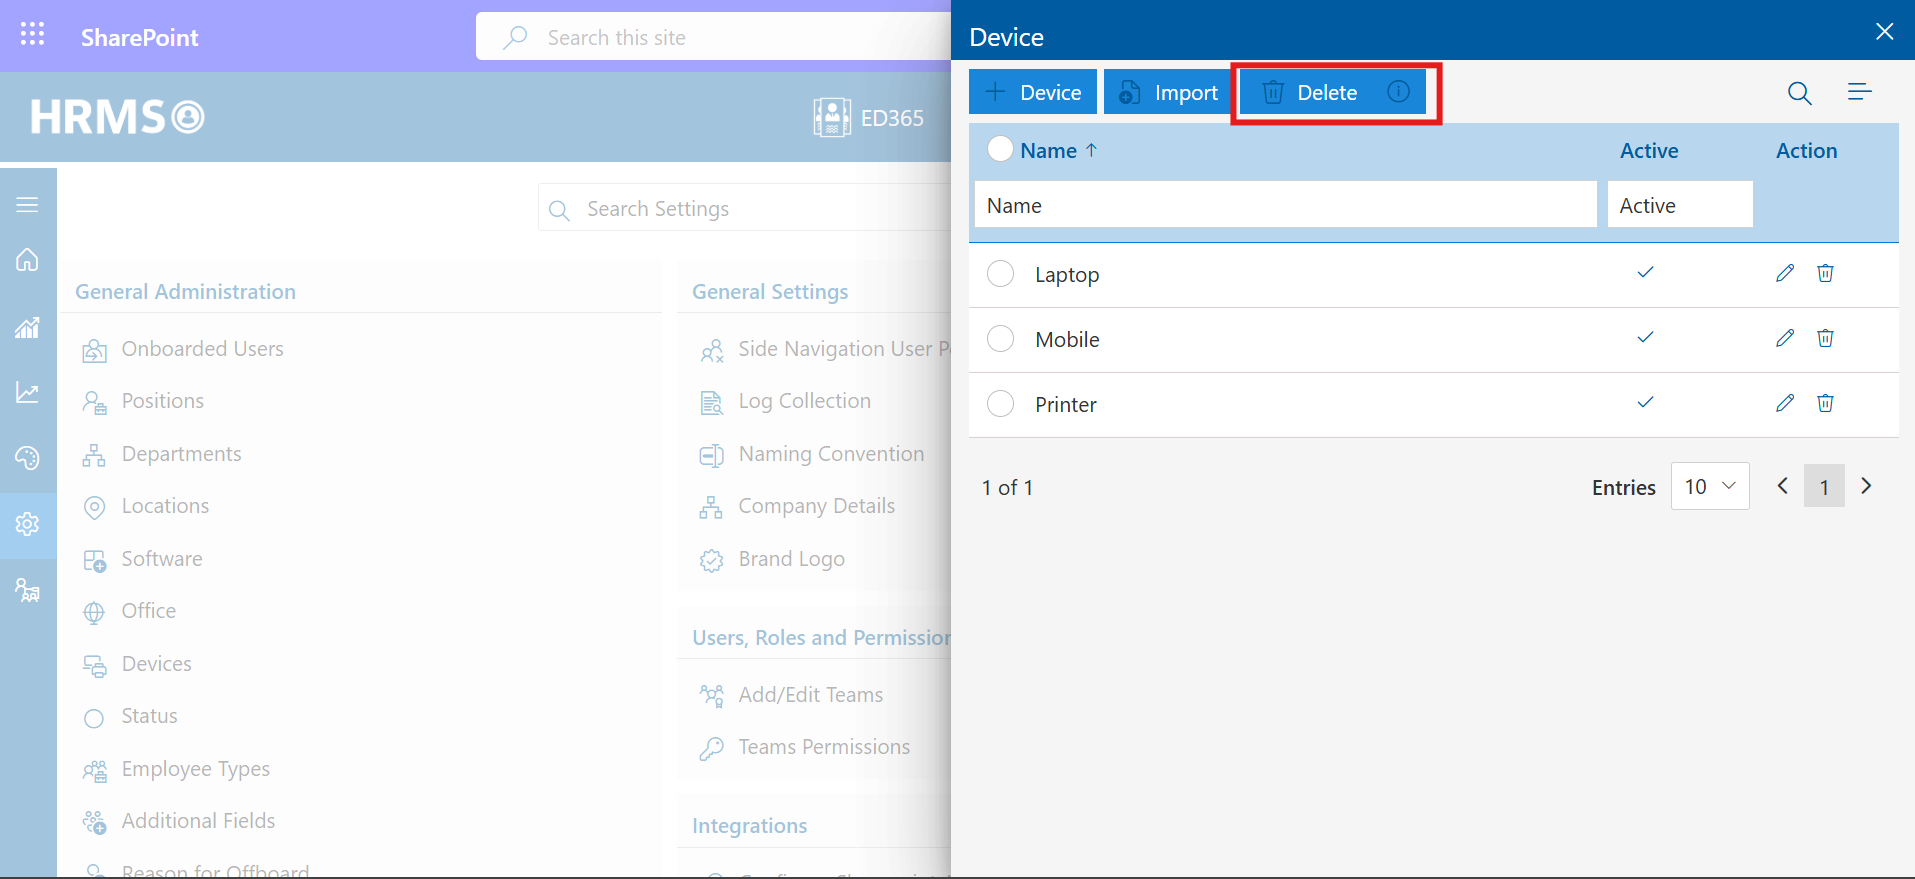 SharePoint
Search this site
HRMS
ED365
Search Settings
General Administration
Onboarded Users
Positions
Departments
Locations
Software
Office
Devices
Status
Employee Types
Additional Fields
Reason for Offboard
General Settings
Side Navigation User P
Log Collection
Naming Convention
Company Details
Brand Logo
Users, Roles and Permission
Add/Edit Teams
Teams Permissions
Integrations
Device
Device Import Delete
Name ↑ Active Action
Name Active
Laptop
Mobile
Printer
1 of 1 Entries 10 1